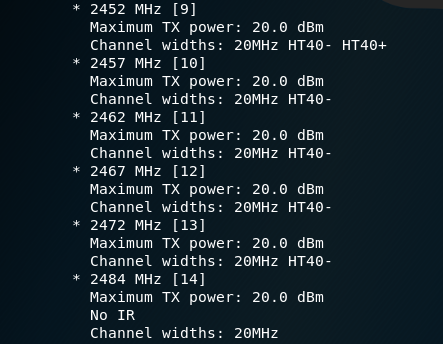 * 2452 MHz [9]
Maximum TX power: 20.0 dBm
Channel widths: 20MHz HT40- HT40+
* 2457 MHz [10]
Maximum TX power: 20.0 dBm
Channel widths: 20MHz HT40-
* 2462 MHz [11]
Maximum TX power: 20.0 dBm
Channel widths: 20MHz HT40-
* 2467 MHz [12]
Maximum TX power: 20.0 dBm
Channel widths: 20MHz HT40-
* 2472 MHz [13]
Maximum TX power: 20.0 dBm
Channel widths: 20MHz HT40-
* 2484 MHz [14]
Maximum TX power: 20.0 dBm
No IR
Channel widths: 20MHz